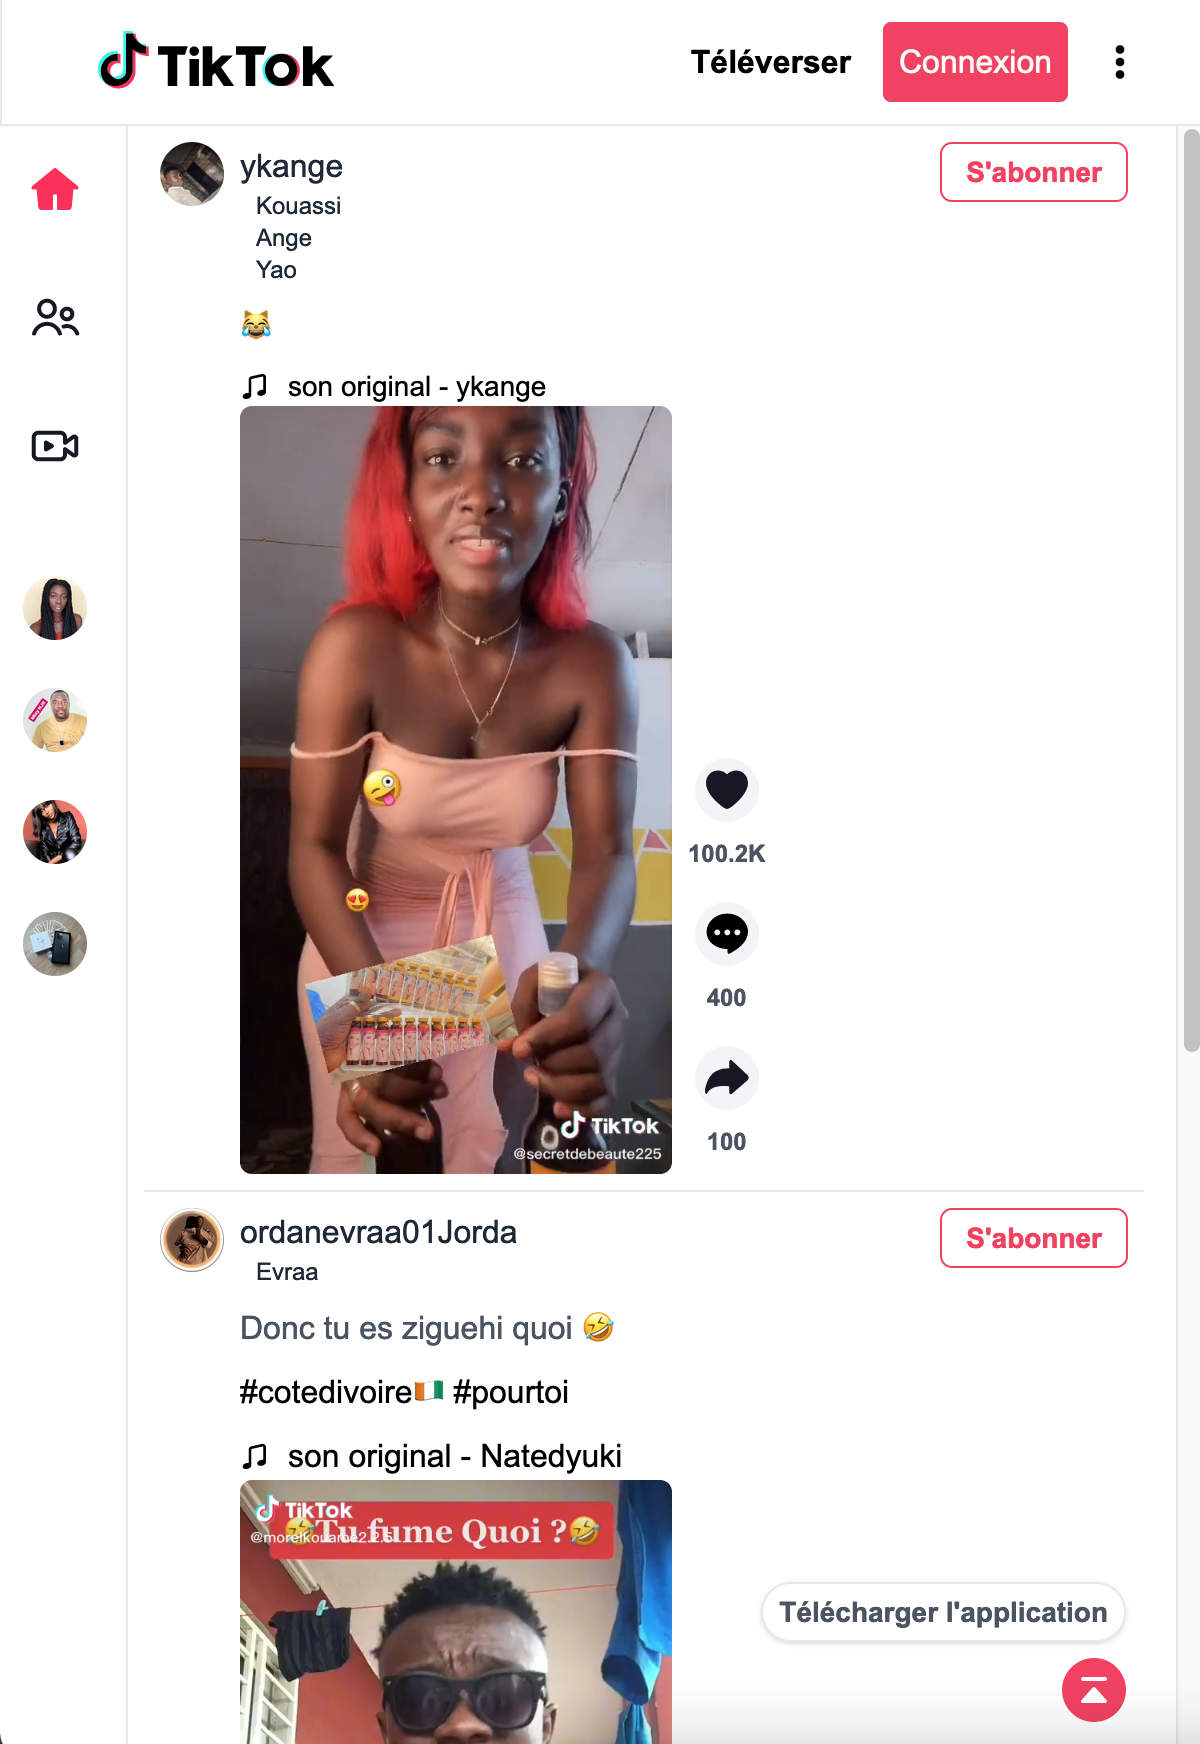 TikTok
Téléverser
Connexion
ykange
S'abonner
Kouassi
Ange
Yao
😹
son original - ykange
100.2K
400
100
TikTok
@secretdebeaute225
ordanevraa01Jorda
S'abonner
Evraa
Donc tu es ziguehi quoi 🤣
#cotedivoire🇨🇮 #pourtoi
son original - Natedyuki
TikTok
🤣Tu fume Quoi ?🤣
Télécharger l'application